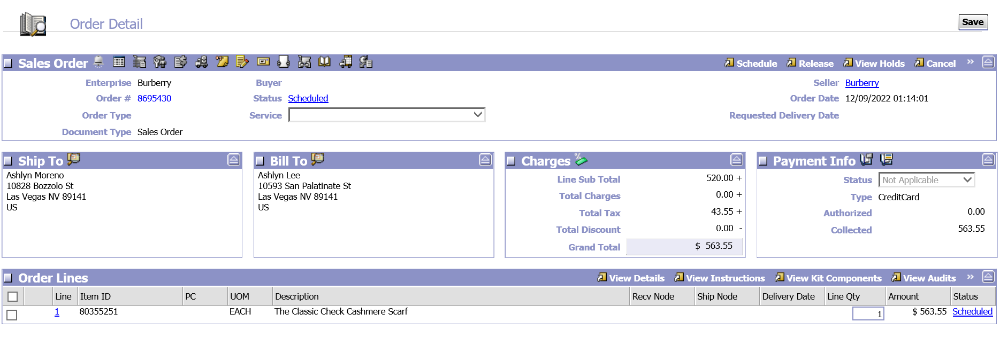 Order Detail
Save
Sales Order Schedule Release View Holds Cancel »
Enterprise Burberry Buyer Seller Burberry
Order # 8695430 Status Scheduled Order Date 12/09/2022 01:14:01
Order Type Service Requested Delivery Date
Document Type Sales Order
Ship To
Ashlyn Moreno
10828 Bozzolo St
Las Vegas NV 89141
US
Bill To
Ashlyn Lee
10593 San Palatinate St
Las Vegas NV 89141
US
Charges
Line Sub Total 520.00 +
Total Charges 0.00 +
Total Tax 43.55 +
Total Discount 0.00 -
Grand Total $ 563.55
Payment Info
Status Not Applicable
Type CreditCard
Authorized 0.00
Collected 563.55
Order Lines View Details View Instructions View Kit Components View Audits »
Line Item ID PC UOM Description Recv Node Ship Node Delivery Date Line Qty Amount Status
1 80355251 EACH The Classic Check Cashmere Scarf 1 $ 563.55 Scheduled